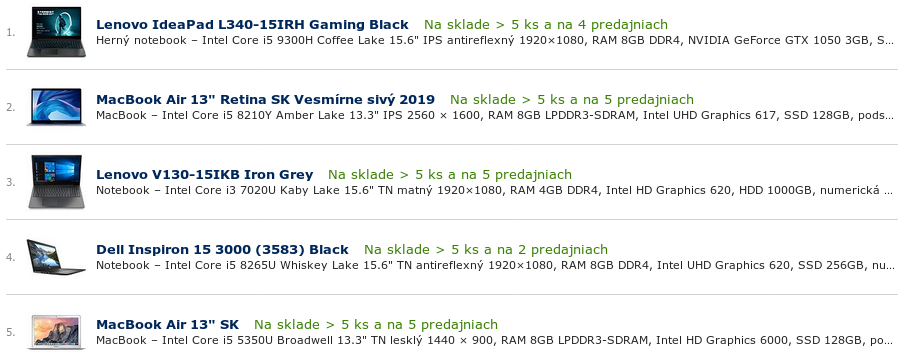 1.
Lenovo IdeaPad L340-15IRH Gaming Black Na sklade > 5 ks a na 4 predajniach
Herný notebook – Intel Core i5 9300H Coffee Lake 15.6" IPS antireflexný 1920×1080, RAM 8GB DDR4, NVIDIA GeForce GTX 1050 3GB, S...
2.
MacBook Air 13" Retina SK Vesmírne sivý 2019 Na sklade > 5 ks a na 5 predajniach
MacBook – Intel Core i5 8210Y Amber Lake 13.3" IPS 2560 × 1600, RAM 8GB LPDDR3-SDRAM, Intel UHD Graphics 617, SSD 128GB, pods...
3.
Lenovo V130-15IKB Iron Grey Na sklade > 5 ks a na 5 predajniach
Notebook – Intel Core i3 7020U Kaby Lake 15.6" TN matný 1920×1080, RAM 4GB DDR4, Intel HD Graphics 620, HDD 1000GB, numerická ...
4.
Dell Inspiron 15 3000 (3583) Black Na sklade > 5 ks a na 2 predajniach
Notebook – Intel Core i5 8265U Whiskey Lake 15.6" TN antireflexný 1920×1080, RAM 8GB DDR4, Intel UHD Graphics 620, SSD 256GB, nu...
5.
MacBook Air 13" SK Na sklade > 5 ks a na 5 predajniach
MacBook – Intel Core i5 5350U Broadwell 13.3" TN lesklý 1440 × 900, RAM 8GB LPDDR3-SDRAM, Intel HD Graphics 6000, SSD 128GB, po...